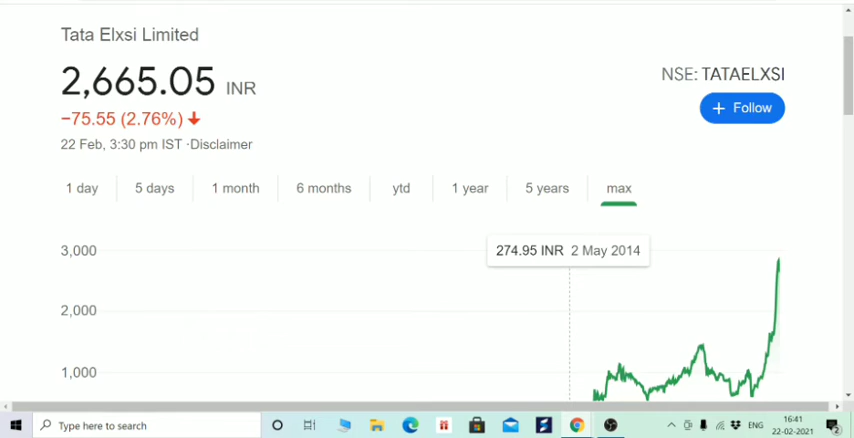 Tata Elxsi Limited
2,665.05 INR
NSE: TATAELXSI
−75.55 (2.76%)
+ Follow
22 Feb, 3:30 pm IST ·Disclaimer
1 day 5 days 1 month 6 months ytd 1 year 5 years max
274.95 INR 2 May 2014
3,000
2,000
1,000
Type here to search
ENG
16:41
22-02-2021
2